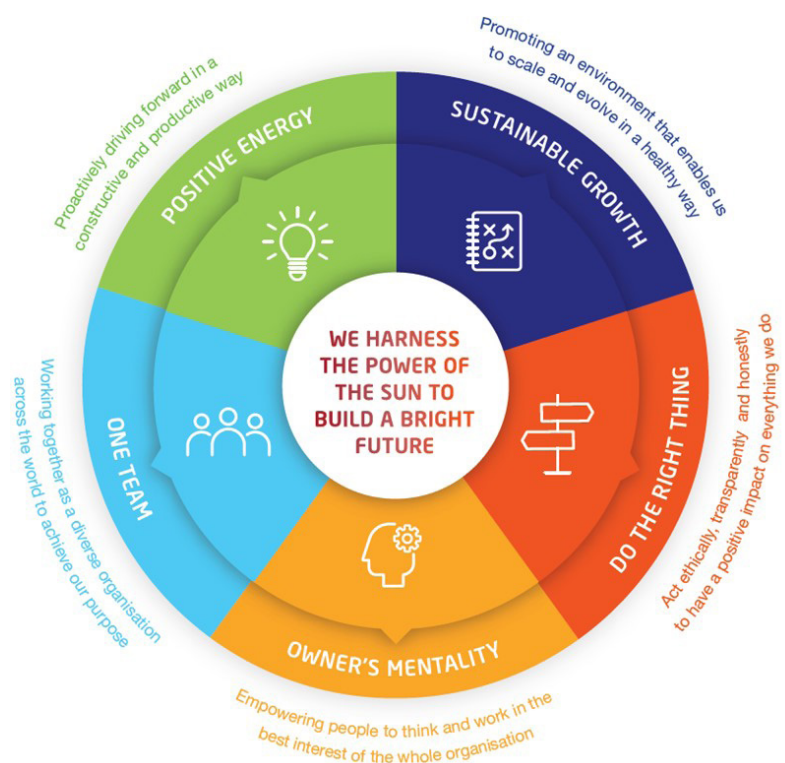 WE HARNESS
THE POWER OF
THE SUN TO
BUILD A BRIGHT
FUTURE
POSITIVE ENERGY
Proactively driving forward in a
constructive and productive way
SUSTAINABLE GROWTH
Promoting an environment that enables us
to scale and evolve in a healthy way
DO THE RIGHT THING
Act ethically, transparently and honestly
to have a positive impact on everything we do
OWNER'S MENTALITY
Empowering people to think and work in the
best interest of the whole organisation
ONE TEAM
Working together as a diverse organisation
across the world to achieve our purpose